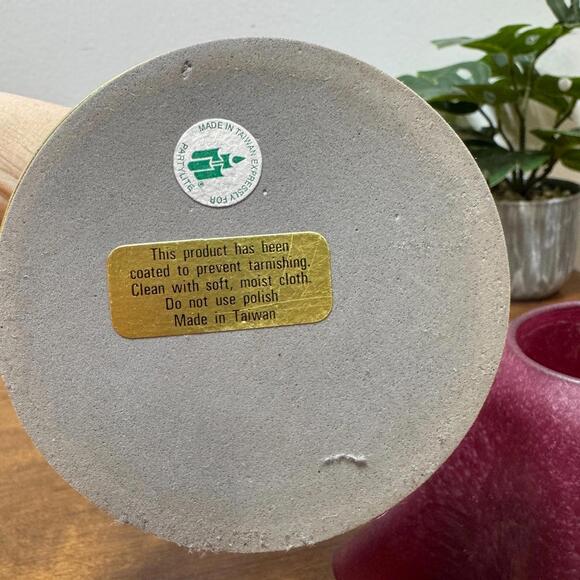 MADE IN TAIWAN EXPRESSLY FOR
PARTYLITE
®
This product has been
coated to prevent tarnishing.
Clean with soft, moist cloth.
Do not use polish
Made in Taiwan